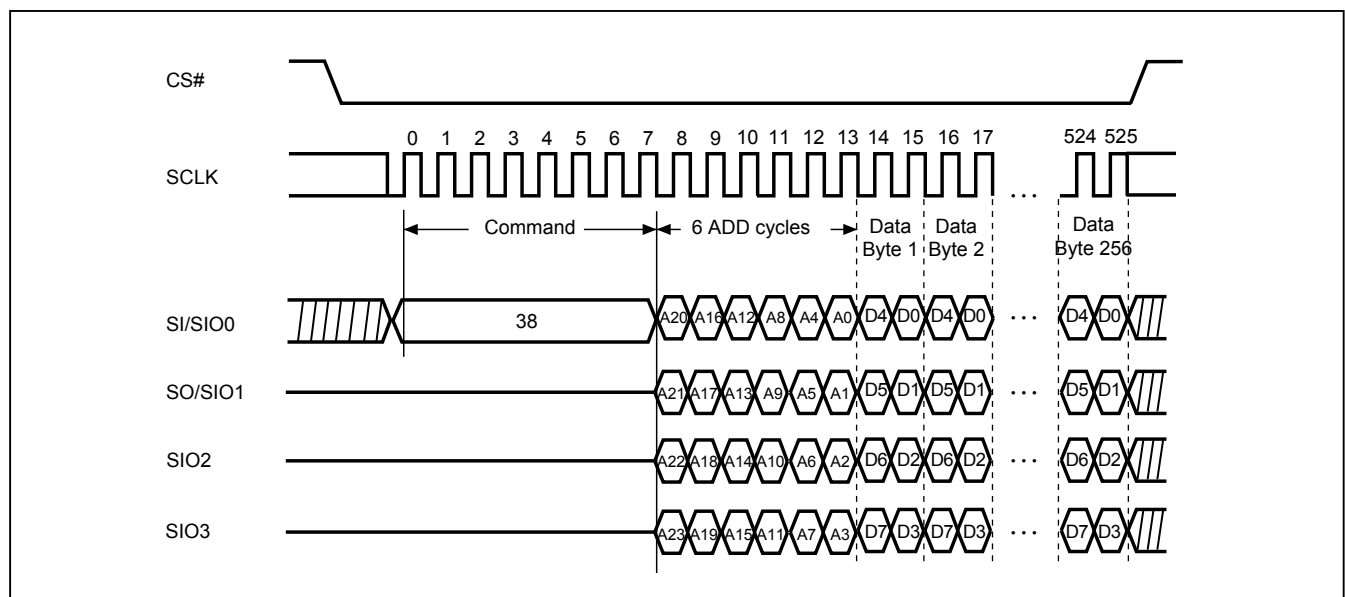 CS#
0 1 2 3 4 5 6 7 8 9 10 11 12 13 14 15 16 17 524 525
SCLK
...
Command 6 ADD cycles Data Byte 1 Data Byte 2 Data Byte 256
SI/SIO0 38 A20 A16 A12 A8 A4 A0 D4 D0 D4 D0 ... D4 D0
SO/SIO1 A21 A17 A13 A9 A5 A1 D5 D1 D5 D1 ... D5 D1
SIO2 A22 A18 A14 A10 A6 A2 D6 D2 D6 D2 ... D6 D2
SIO3 A23 A19 A15 A11 A7 A3 D7 D3 D7 D3 ... D7 D3